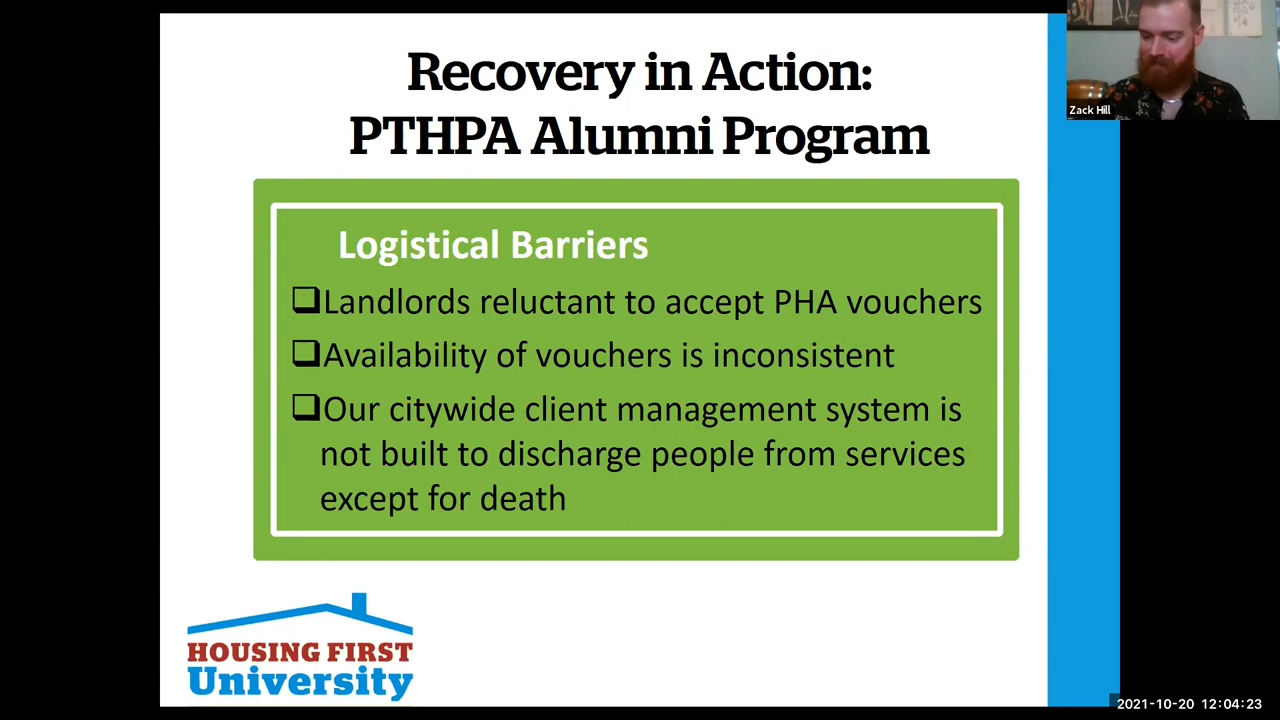 Recovery in Action:
PTHPA Alumni Program
Zack Hill
Logistical Barriers
❑Landlords reluctant to accept PHA vouchers
❑Availability of vouchers is inconsistent
❑Our citywide client management system is
not built to discharge people from services
except for death
HOUSING FIRST
University
2021-10-20 12:04:23